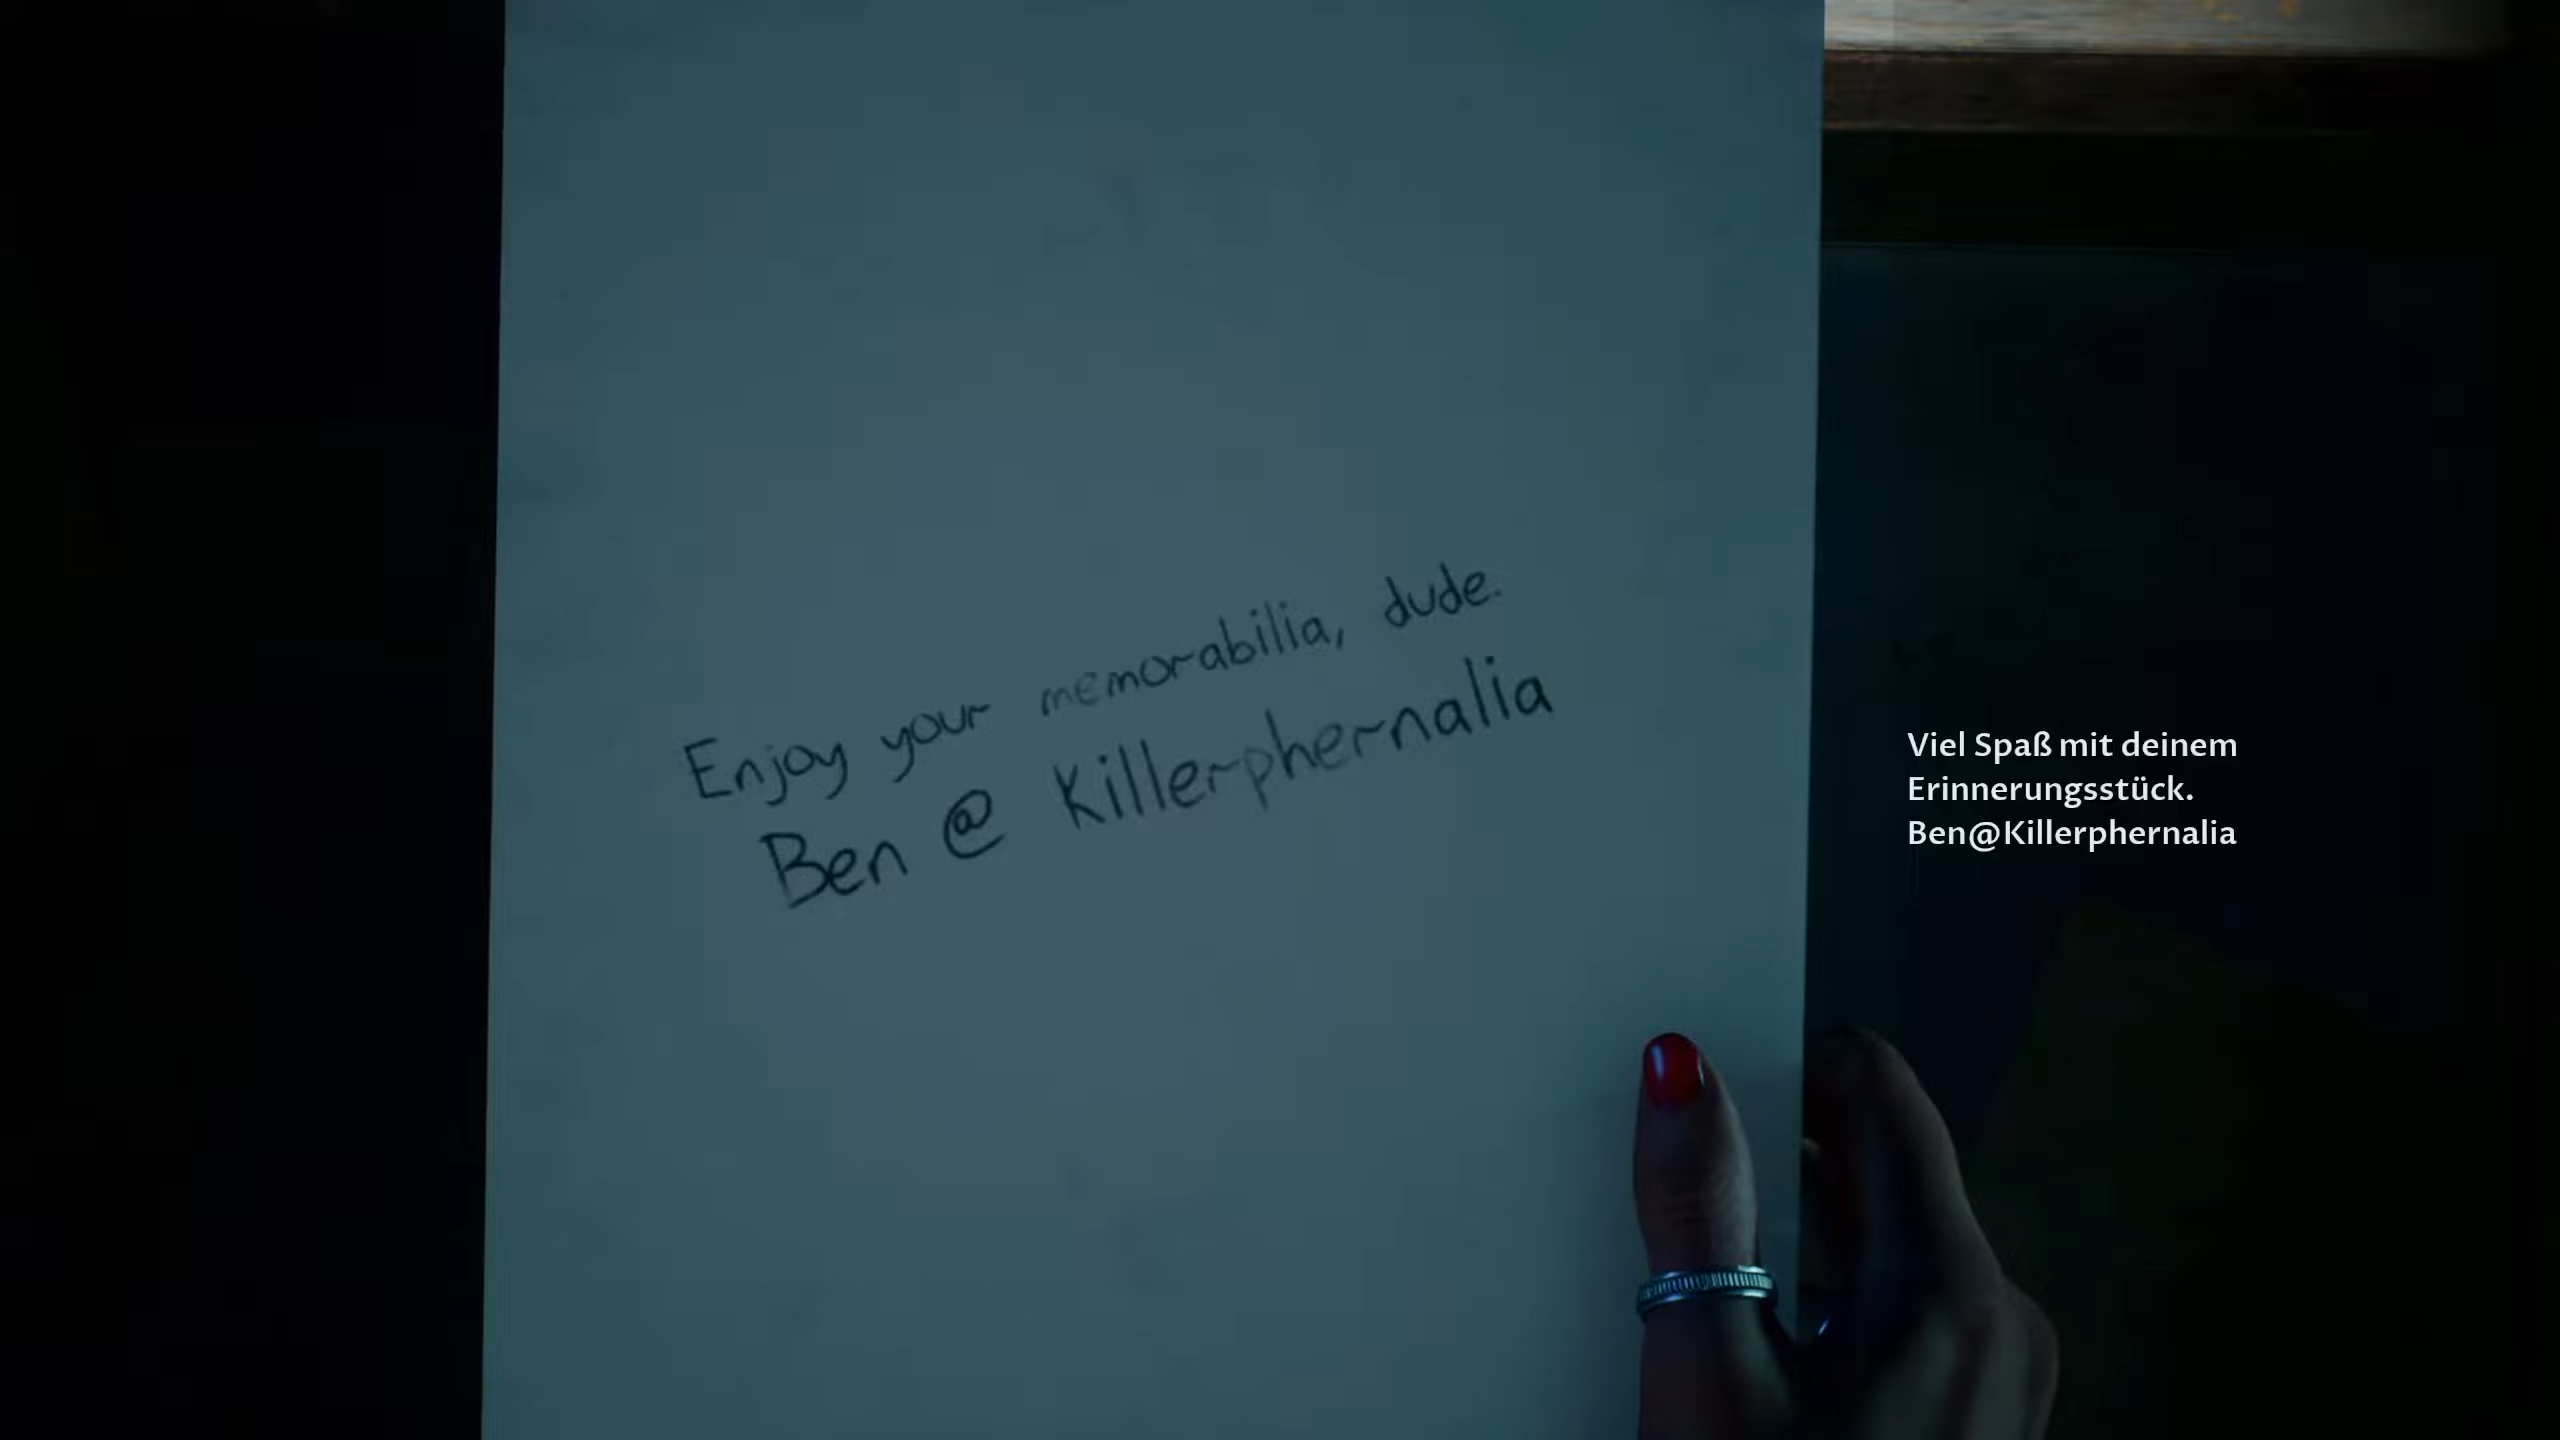 Enjoy your memorabilia, dude.
Ben @ Killerphernalia
Viel Spaß mit deinem
Erinnerungsstück.
Ben@Killerphernalia